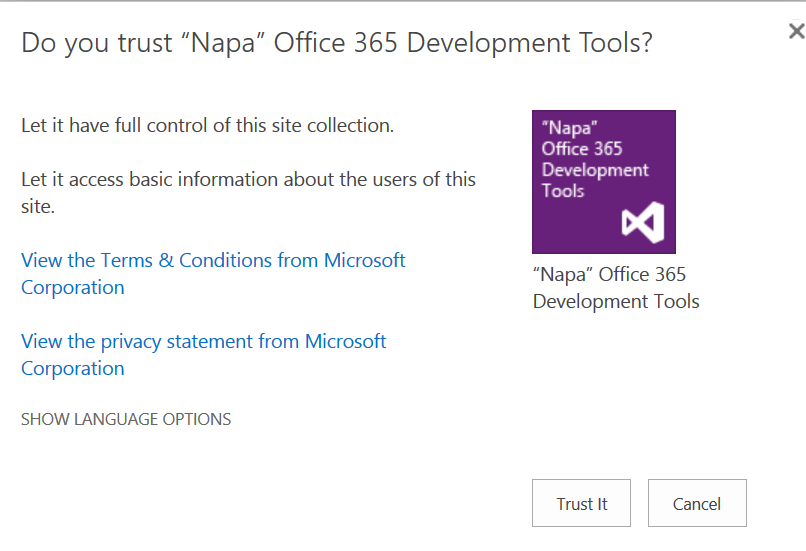 Do you trust “Napa” Office 365 Development Tools?
Let it have full control of this site collection.
Let it access basic information about the users of this
site.
View the Terms & Conditions from Microsoft
Corporation
View the privacy statement from Microsoft
Corporation
SHOW LANGUAGE OPTIONS
“Napa”
Office 365
Development
Tools
“Napa” Office 365
Development Tools
Trust It
Cancel